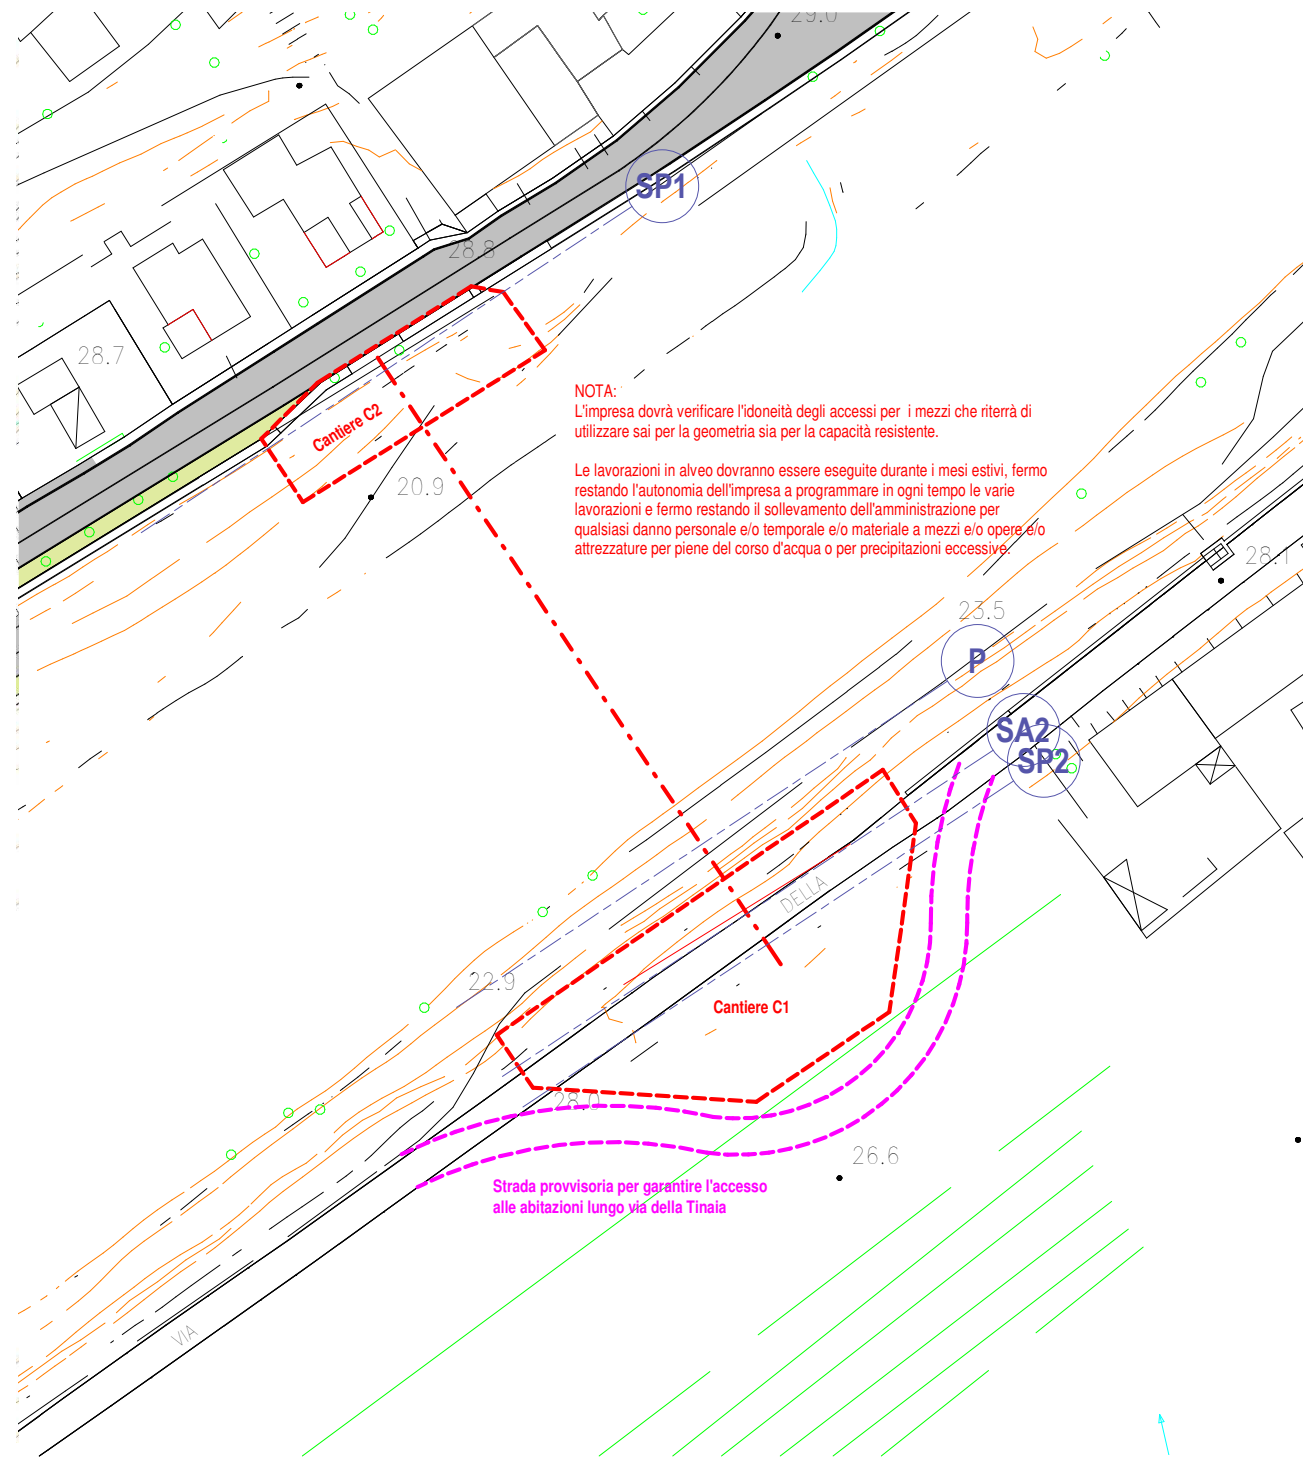 29.0
SP1
28.8
28.7
NOTA:
L'impresa dovrà verificare l'idoneità degli accessi per i mezzi che riterrà di
utilizzare sai per la geometria sia per la capacità resistente.
Cantiere C2
Le lavorazioni in alveo dovranno essere eseguite durante i mesi estivi, fermo
restando l'autonomia dell'impresa a programmare in ogni tempo le varie
lavorazioni e fermo restando il sollevamento dell'amministrazione per
qualsiasi danno personale e/o temporale e/o materiale a mezzi e/o opere e/o
attrezzature per piene del corso d'acqua o per precipitazioni eccessive.
20.9
28.1
23.5
P
SA2
SP2
DELLA
22.9
Cantiere C1
28.0
26.6
Strada provvisoria per garantire l'accesso
alle abitazioni lungo via della Tinaia
VIA